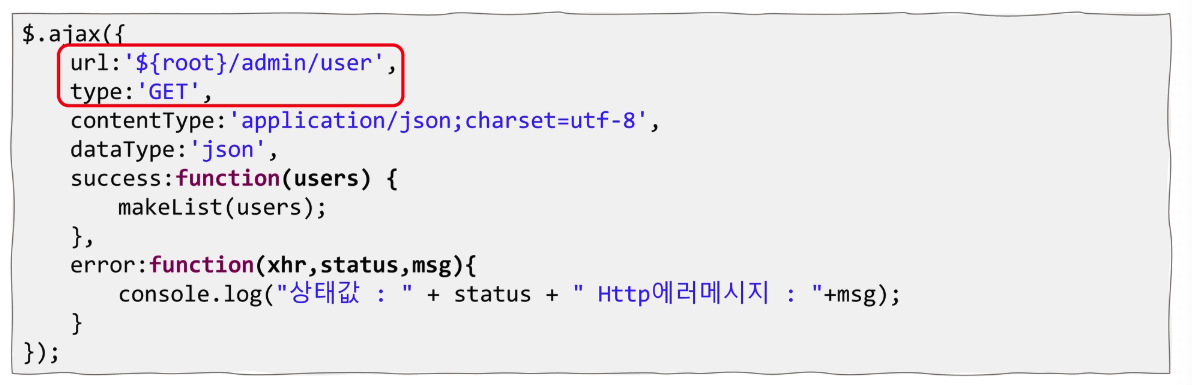 $.ajax({
    url:'${root}/admin/user',
    type:'GET',
    contentType:'application/json;charset=utf-8',
    dataType:'json',
    success:function(users) {
        makeList(users);
    },
    error:function(xhr,status,msg){
        console.log("상태값 : " + status + " Http에러메시지 : "+msg);
    }
});